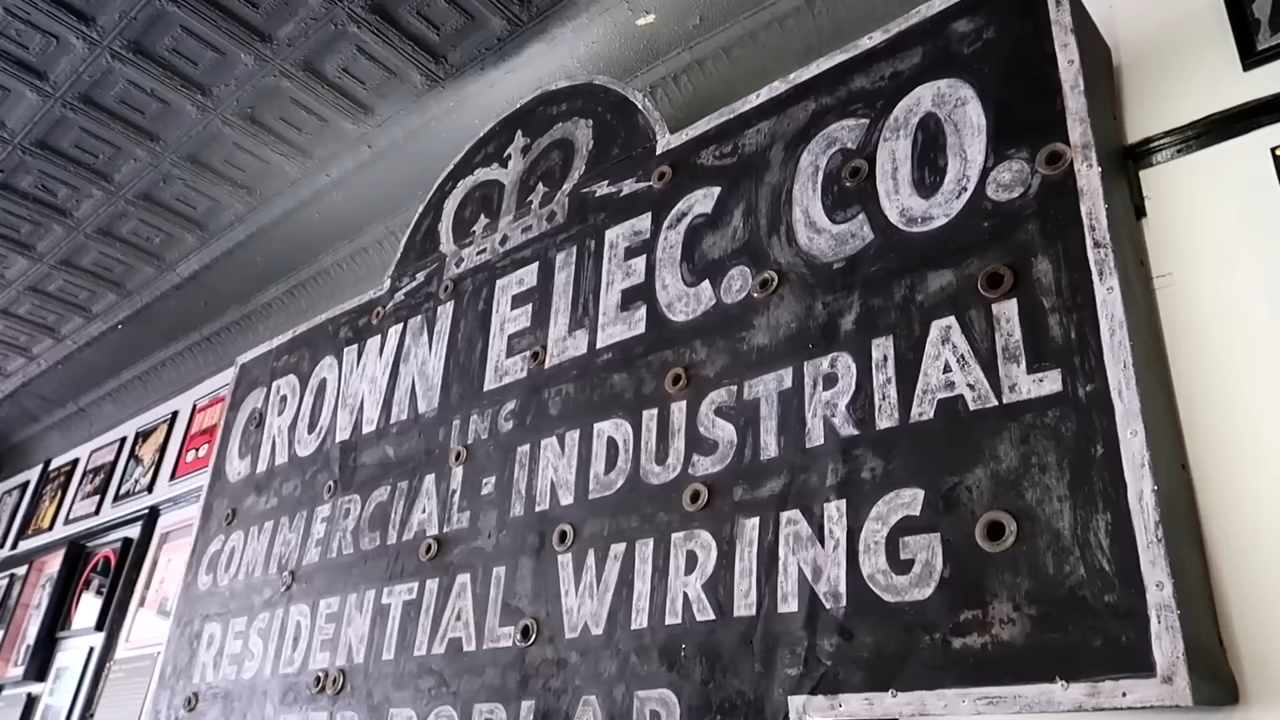 CROWN ELEC. CO.
INC
COMMERCIAL-INDUSTRIAL
RESIDENTIAL WIRING
POPLAR